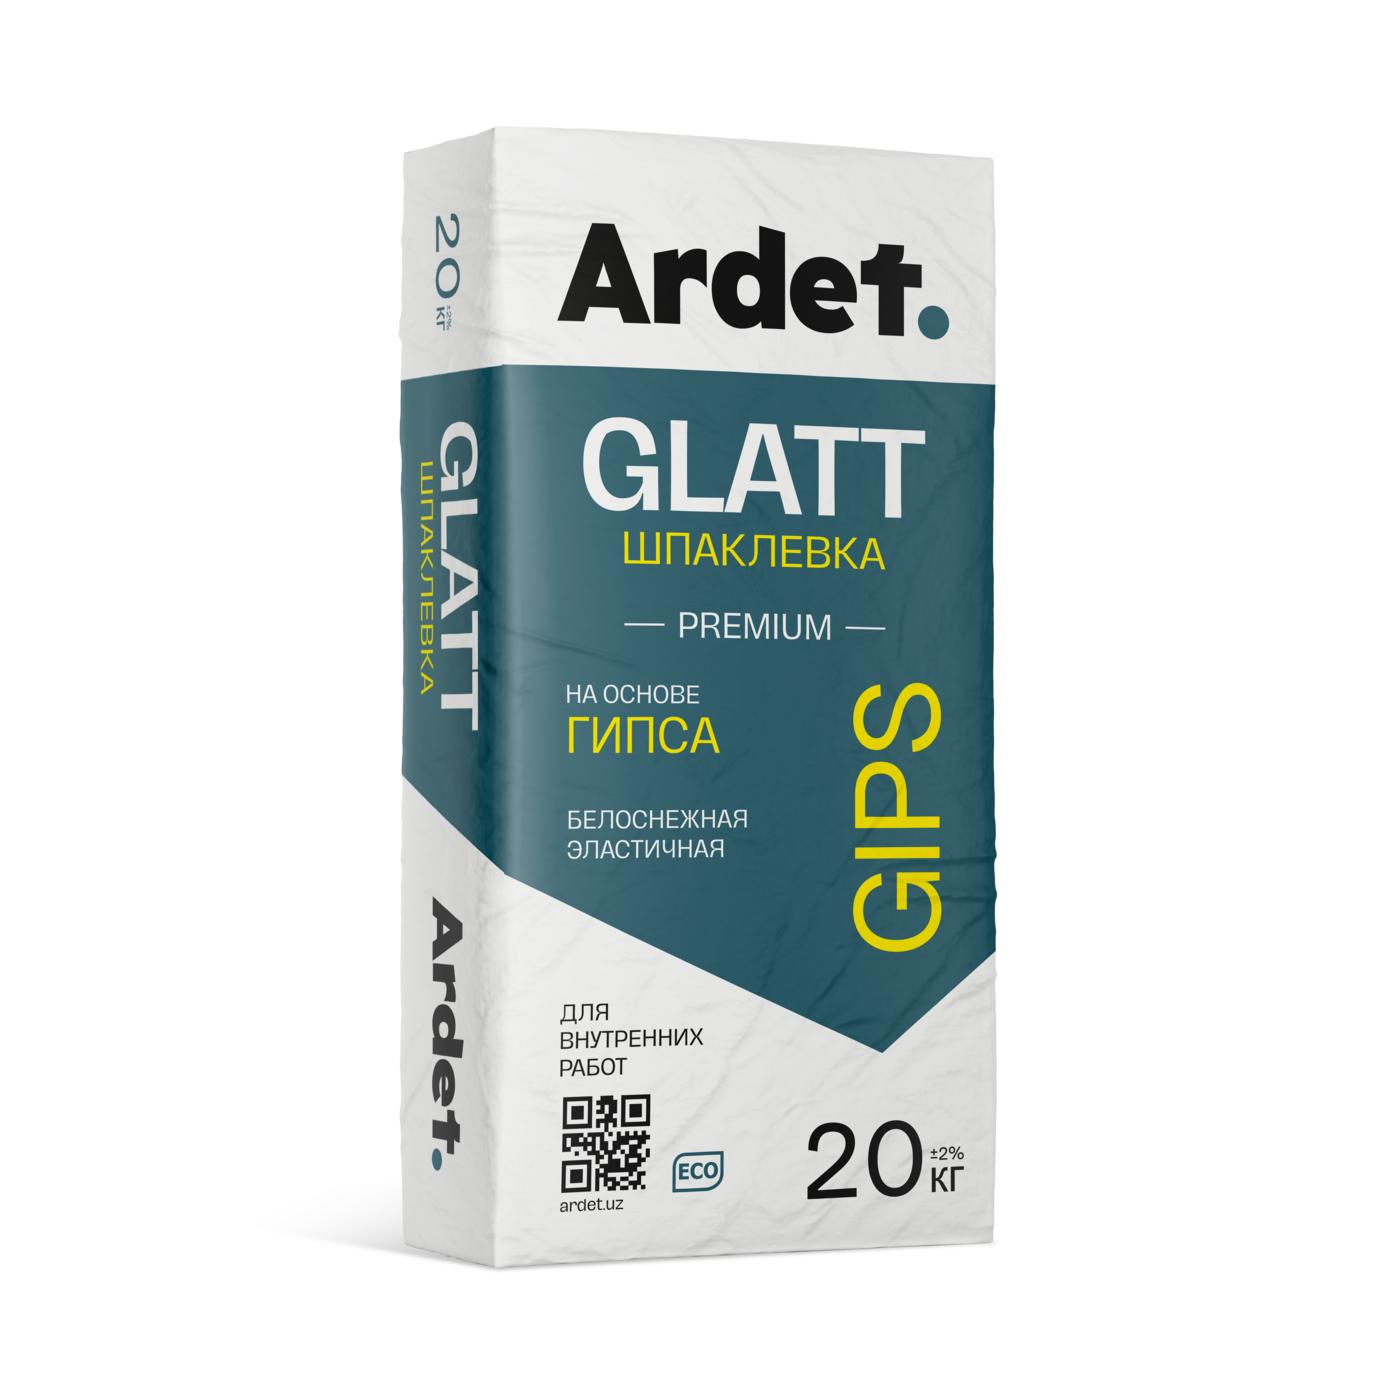 Ardet.
GLATT
ШПАКЛЕВКА
PREMIUM
НА ОСНОВЕ
ГИПСА
БЕЛОСНЕЖНАЯ
ЭЛАСТИЧНАЯ
GIPS
ДЛЯ
ВНУТРЕННИХ
РАБОТ
ardet.uz
ECO
20 ±2%
КГ
20 ±2%
КГ
GLATT
ШПАКЛЕВКА
Ardet.